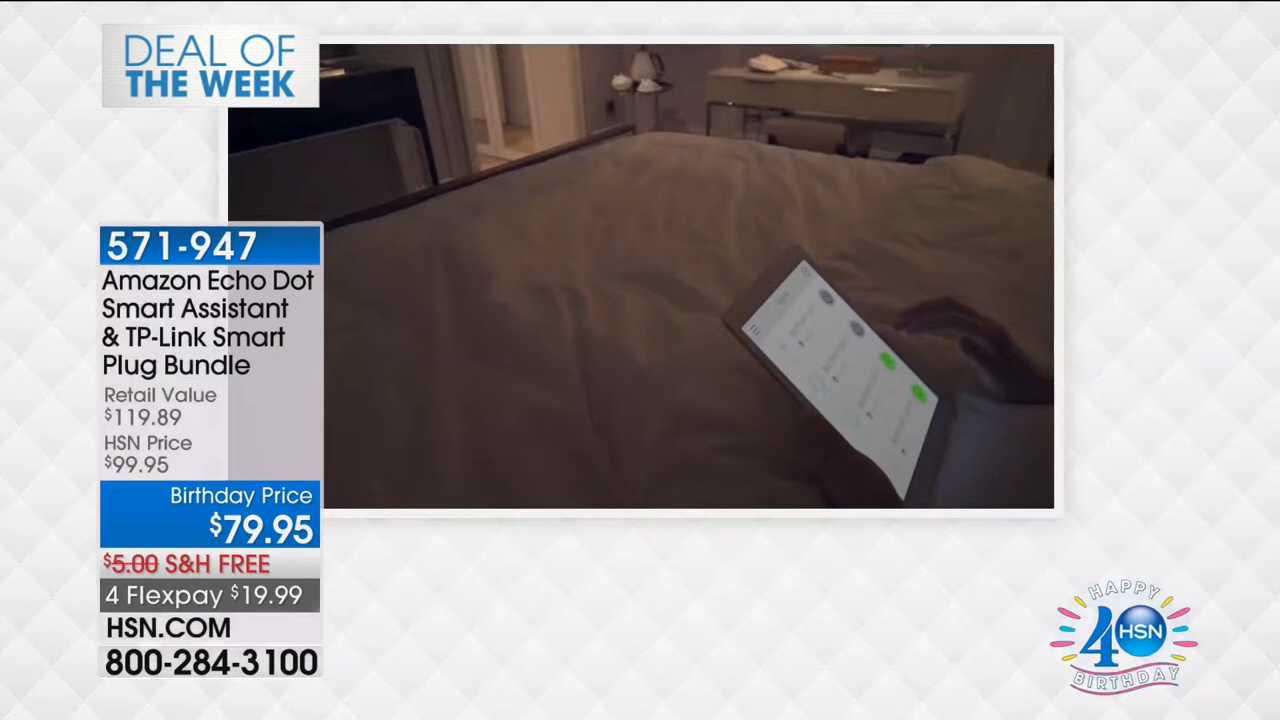 DEAL OF
THE WEEK
571-947
Amazon Echo Dot
Smart Assistant
& TP-Link Smart
Plug Bundle
Retail Value
$119.89
HSN Price
$99.95
Birthday Price
$79.95
$5.00 S&H FREE
4 Flexpay $19.99
HSN.COM
800-284-3100
HAPPY
40 HSN
BIRTHDAY